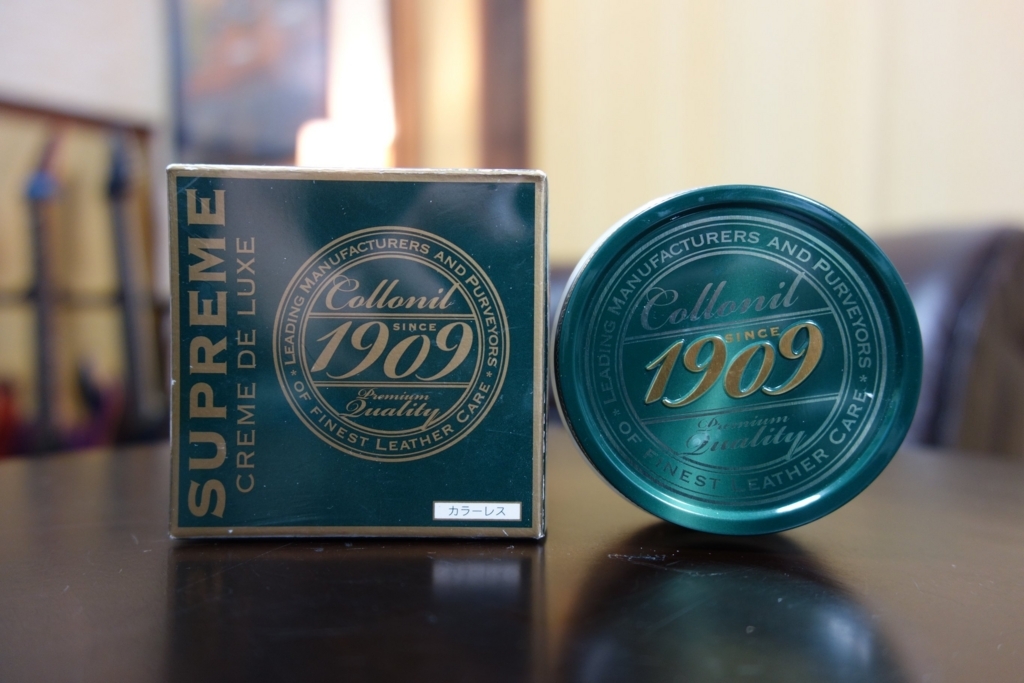 SUPREME
CREME DE LUXE
LEADING MANUFACTURERS AND PURVEYORS
Collonil
SINCE
1909
Premium
Quality
OF FINEST LEATHER CARE
カラーレス
LEADING MANUFACTURERS AND PURVEYORS
Collonil
SINCE
1909
Premium
Quality
OF FINEST LEATHER CARE